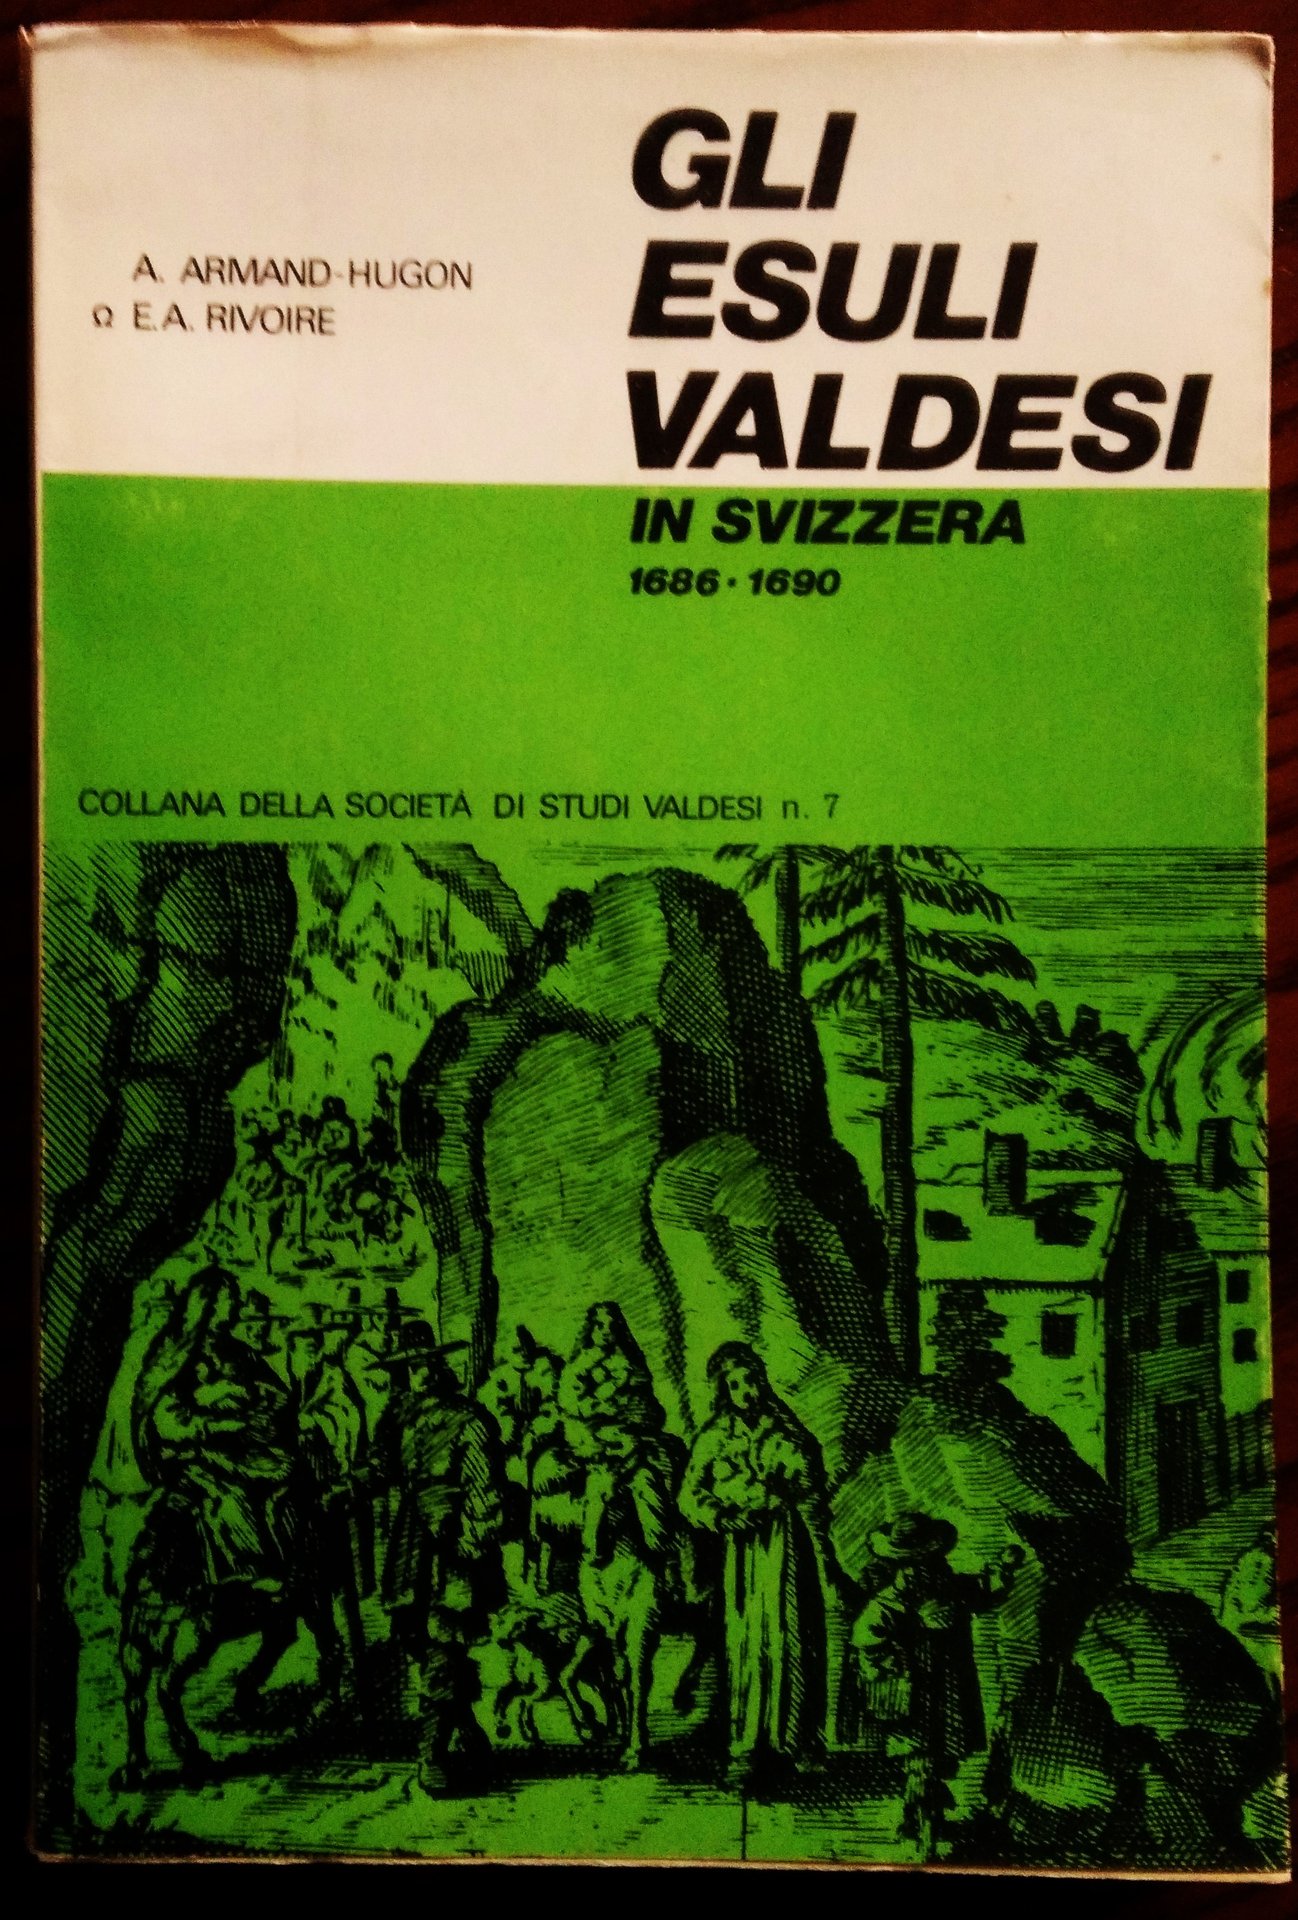 GLI
ESULI
VALDESI
IN SVIZZERA
1686 · 1690
A. ARMAND-HUGON
Ω E.A. RIVOIRE
COLLANA DELLA SOCIETÀ DI STUDI VALDESI n. 7